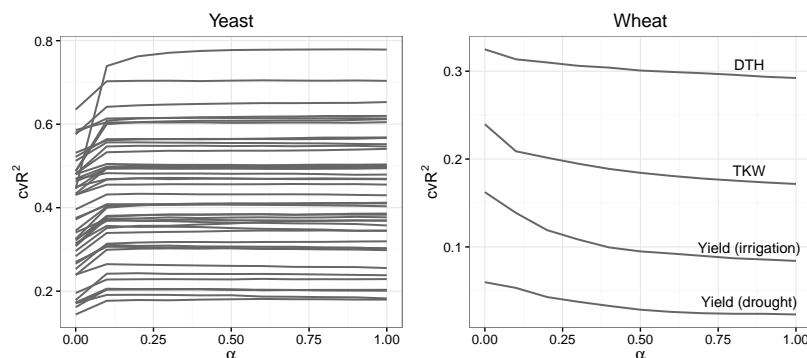 Yeast
0.8
0.6
0.4
0.2
cvR²
0.00
0.25
0.50
0.75
1.00
α
Wheat
0.3
0.2
0.1
cvR²
DTH
TKW
Yield (irrigation)
Yield (drought)
0.00
0.25
0.50
0.75
1.00
α